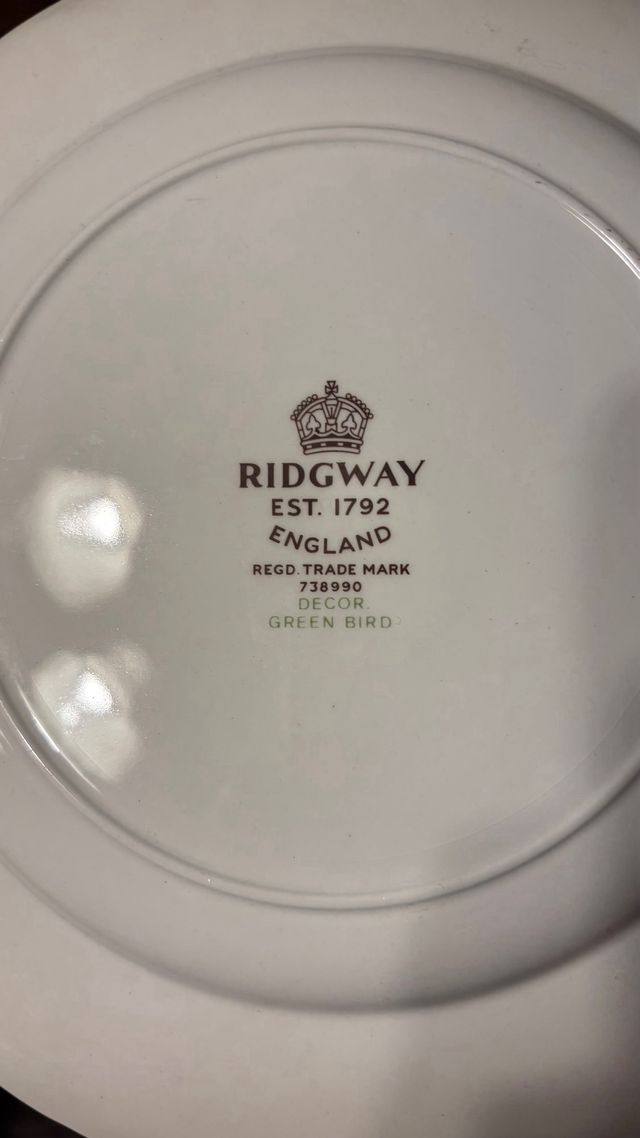 RIDGWAY
EST. 1792
ENGLAND
REGD. TRADE MARK
738990
DECOR.
GREEN BIRD